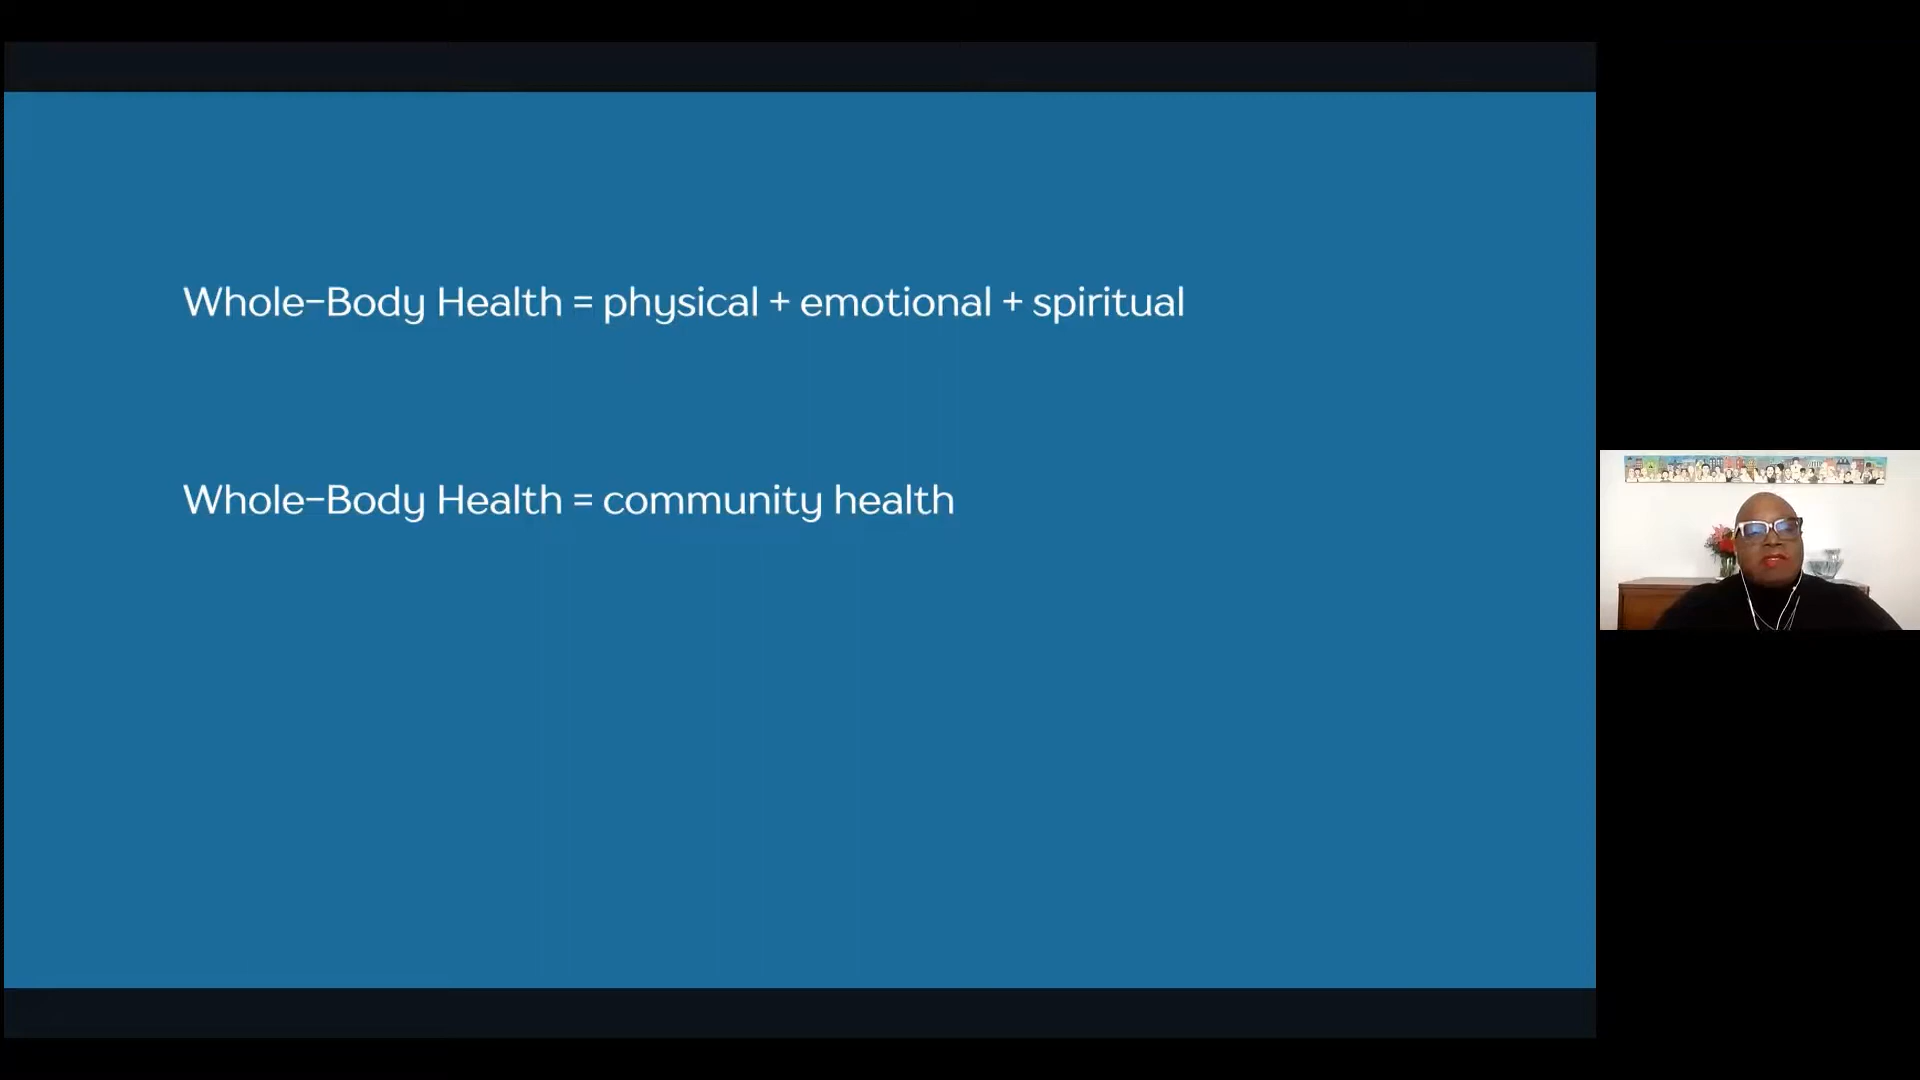 Whole-Body Health = physical + emotional + spiritual
Whole-Body Health = community health